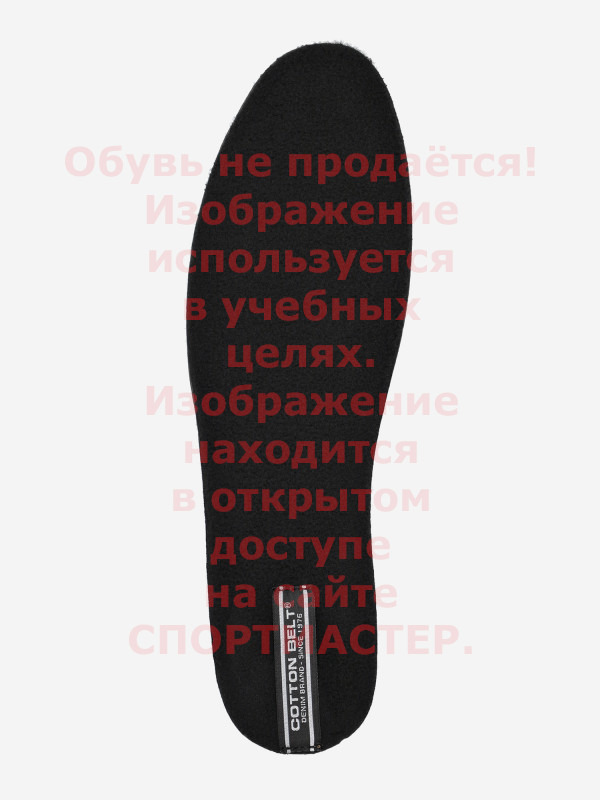 Обувь не продаётся!
Изображение
используется
в учебных
целях.
Изображение
находится
в открытом
доступе
на сайте
СПОРТМАСТЕР.
COTTON BELT®
DENIM BRAND - SINCE 1976